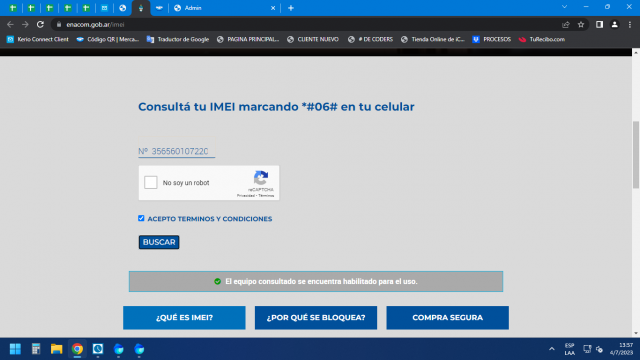 Admin
enacom.gob.ar/imei
Kerio Connect Client
Código QR | Merca...
Traductor de Google
PAGINA PRINCIPAL...
CLIENTE NUEVO
# DE CODERS
Tienda Online de iC...
PROCESOS
TuRecibo.com
Consultá tu IMEI marcando *#06# en tu celular
Nº 356560107220
No soy un robot
reCAPTCHA
Privacidad - Términos
ACEPTO TERMINOS Y CONDICIONES
BUSCAR
El equipo consultado se encuentra habilitado para el uso.
¿QUÉ ES IMEI?
¿POR QUÉ SE BLOQUEA?
COMPRA SEGURA
ESP
LAA
13:57
4/7/2023